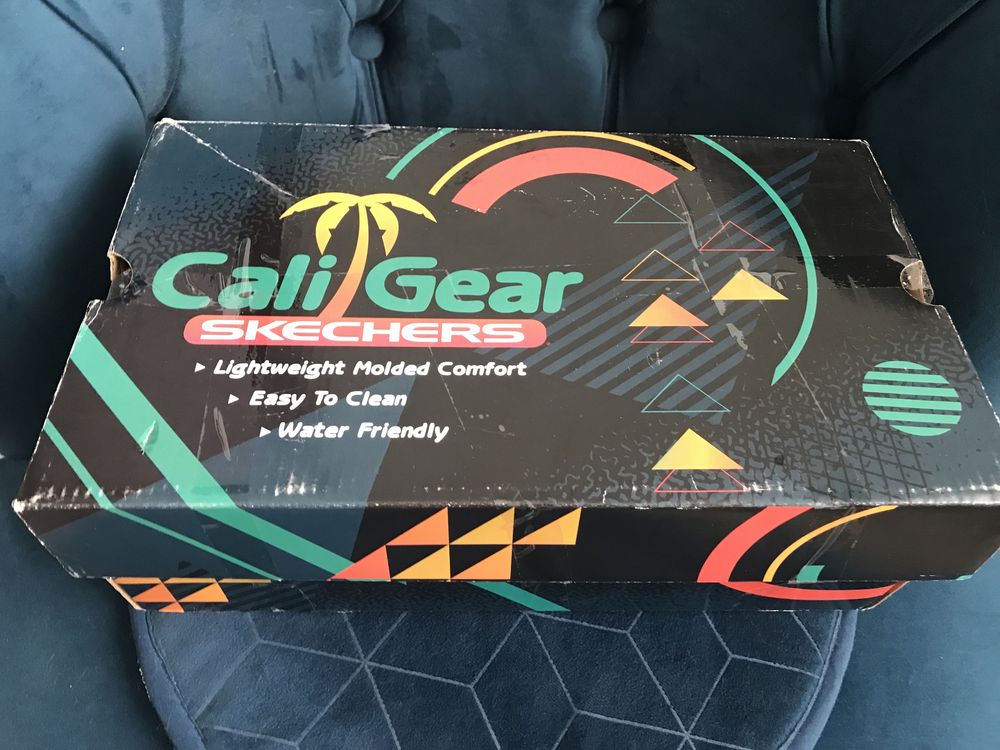 Cali Gear
SKECHERS
Lightweight Molded Comfort
Easy To Clean
Water Friendly